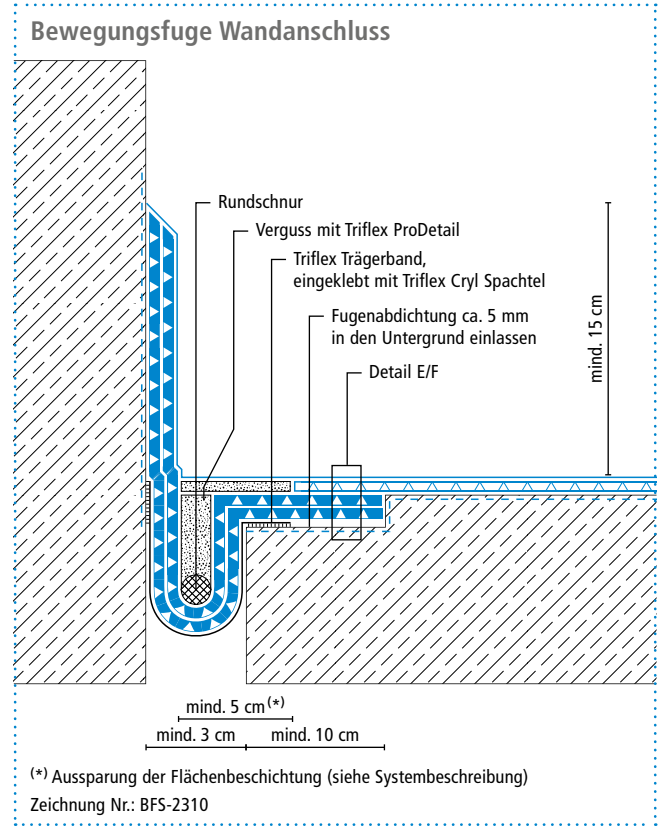 Bewegungsfuge Wandanschluss
Rundschnur
Verguss mit Triflex ProDetail
Triflex Trägerband,
eingeklebt mit Triflex Cryl Spachtel
Fugenabdichtung ca. 5 mm
in den Untergrund einlassen
Detail E/F
mind. 15 cm
mind. 5 cm(*)
mind. 3 cm
mind. 10 cm
(*) Aussparung der Flächenbeschichtung (siehe Systembeschreibung)
Zeichnung Nr.: BFS-2310